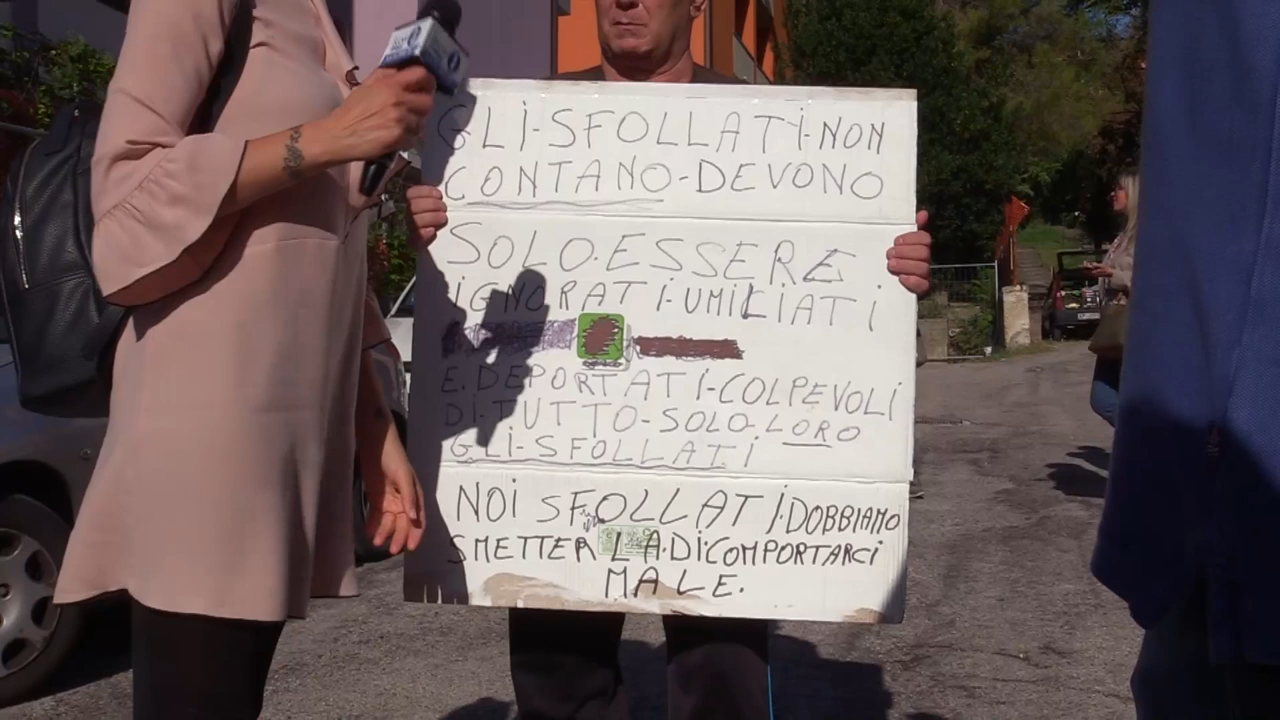 GLI-SFOLLATI-NON
CONTANO-DEVONO
SOLO.ESSERE
iGNORATI-UMILIATi
E.DEPORTATI-COLPEVOLi
Di-TUTTO-SOLO-LORO
GLI-SFOLLATI
NOI SFOLLATI.DOBBIAMO
SMETTERLA.Di COMPORTARCi
MALE.